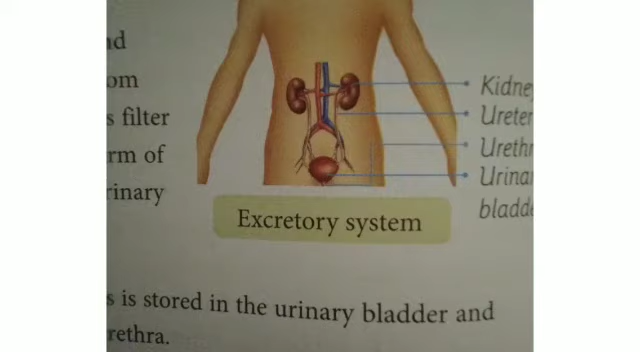 nd
om
s filter
rm of
rinary
Kidne
Ureter
Urethr
Urina
bladde
Excretory system
s is stored in the urinary bladder and
rethra.